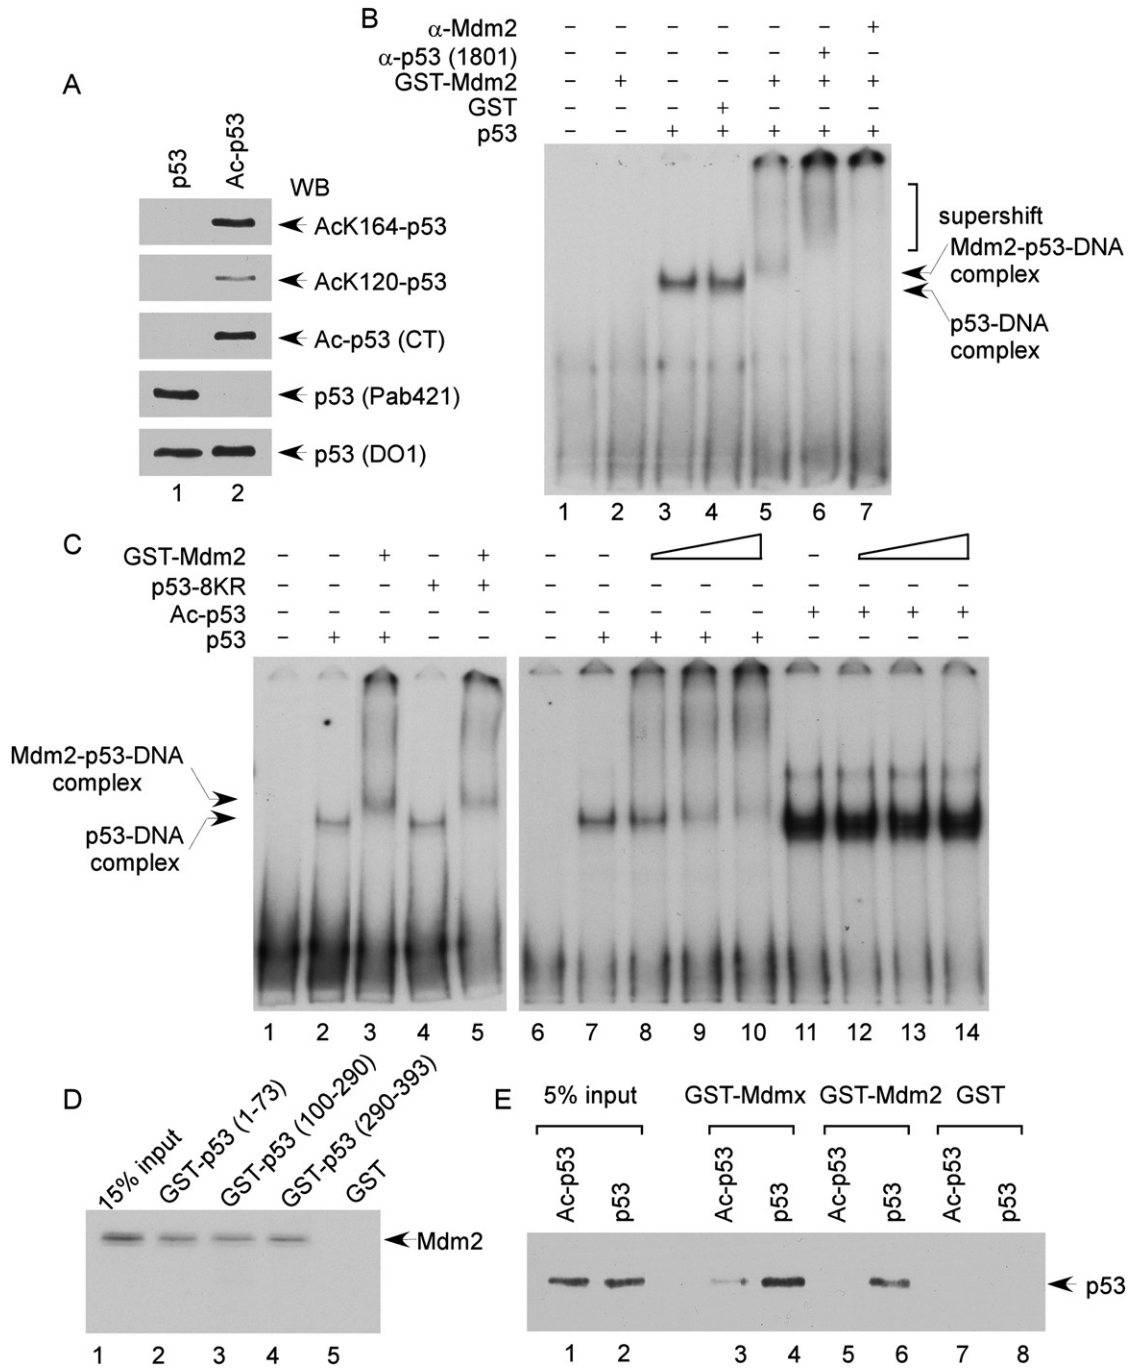 A
p53
Ac-p53
WB
AcK164-p53
AcK120-p53
Ac-p53 (CT)
p53 (Pab421)
p53 (DO1)
1 2
B
α-Mdm2 – – – – – – +
α-p53 (1801) – – – – – + –
GST-Mdm2 – + – – + + +
GST – – – + – – –
p53 – – + + + + +
supershift
Mdm2-p53-DNA
complex
p53-DNA
complex
1 2 3 4 5 6 7
C
GST-Mdm2 – – + – + – – –
p53-8KR – – – + + – – – – – – – – –
Ac-p53 – – – – – – – – – – + + + +
p53 – + + – – – + + + + – – – –
Mdm2-p53-DNA
complex
p53-DNA
complex
1 2 3 4 5 6 7 8 9 10 11 12 13 14
D
15% input
GST-p53 (1-73)
GST-p53 (100-290)
GST-p53 (290-393)
GST
Mdm2
1 2 3 4 5
E
5% input GST-Mdmx GST-Mdm2 GST
Ac-p53
p53
Ac-p53
p53
Ac-p53
p53
Ac-p53
p53
p53
1 2 3 4 5 6 7 8